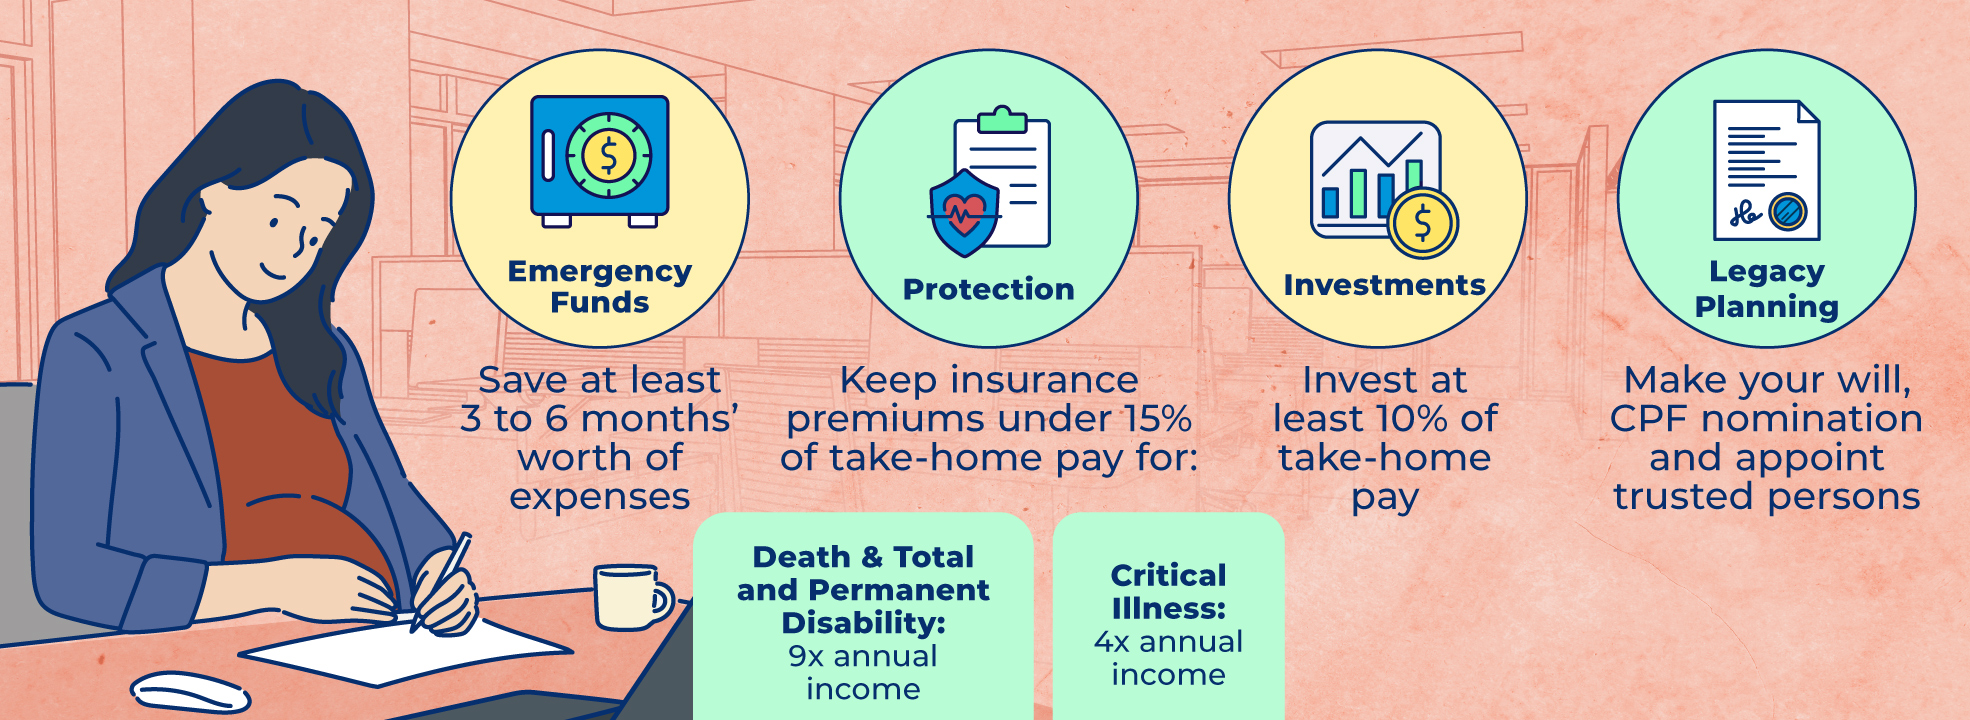 Emergency
Funds
Save at least
3 to 6 months’
worth of
expenses
Protection
Keep insurance
premiums under 15%
of take-home pay for:
Death & Total
and Permanent
Disability:
9x annual
income
Critical
Illness:
4x annual
income
Investments
Invest at
least 10% of
take-home
pay
Legacy
Planning
Make your will,
CPF nomination
and appoint
trusted persons